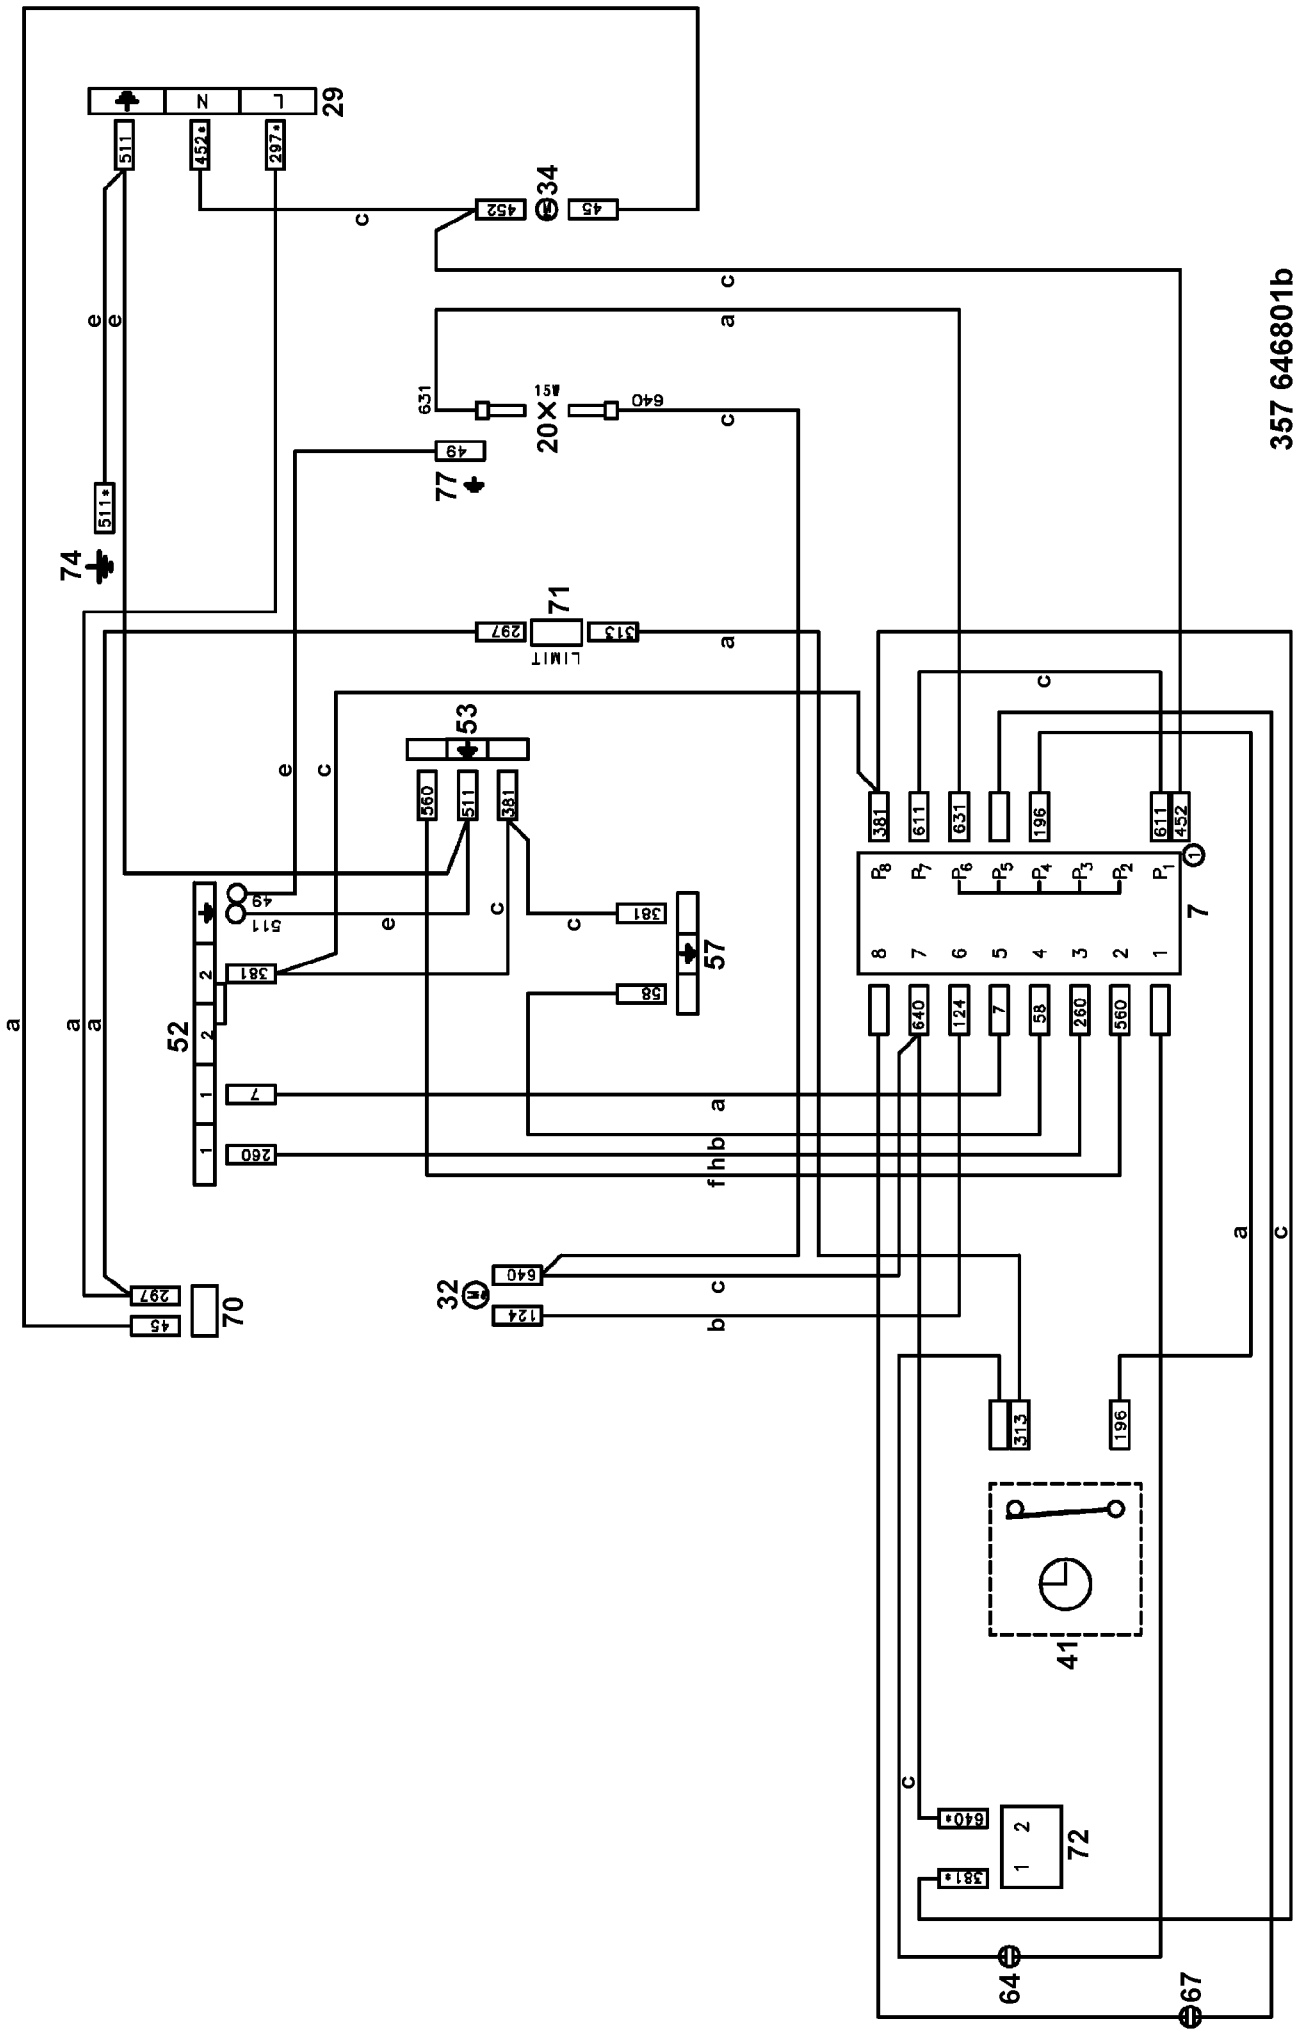 N
L
29
511
452*
297*
c
452
34
45
e
e
c
a
631
15W
20
640
c
49
77
511*
74
297
71
313
LIMIT
a
c
53
e
c
560
511
381
49
511
e
c
c
381
57
58
a
a
a
52
2
2
1
1
381
7
260
381
611
631
196
611
452
c
P8
P7
P6
P5
P4
P3
P2
P1
1
8
7
6
5
4
3
2
1
7
640
124
7
58
260
560
a
b
h
f
297
45
70
32
640
124
c
b
a
c
313
196
41
c
640*
381*
1
2
72
64
67
357 646801b